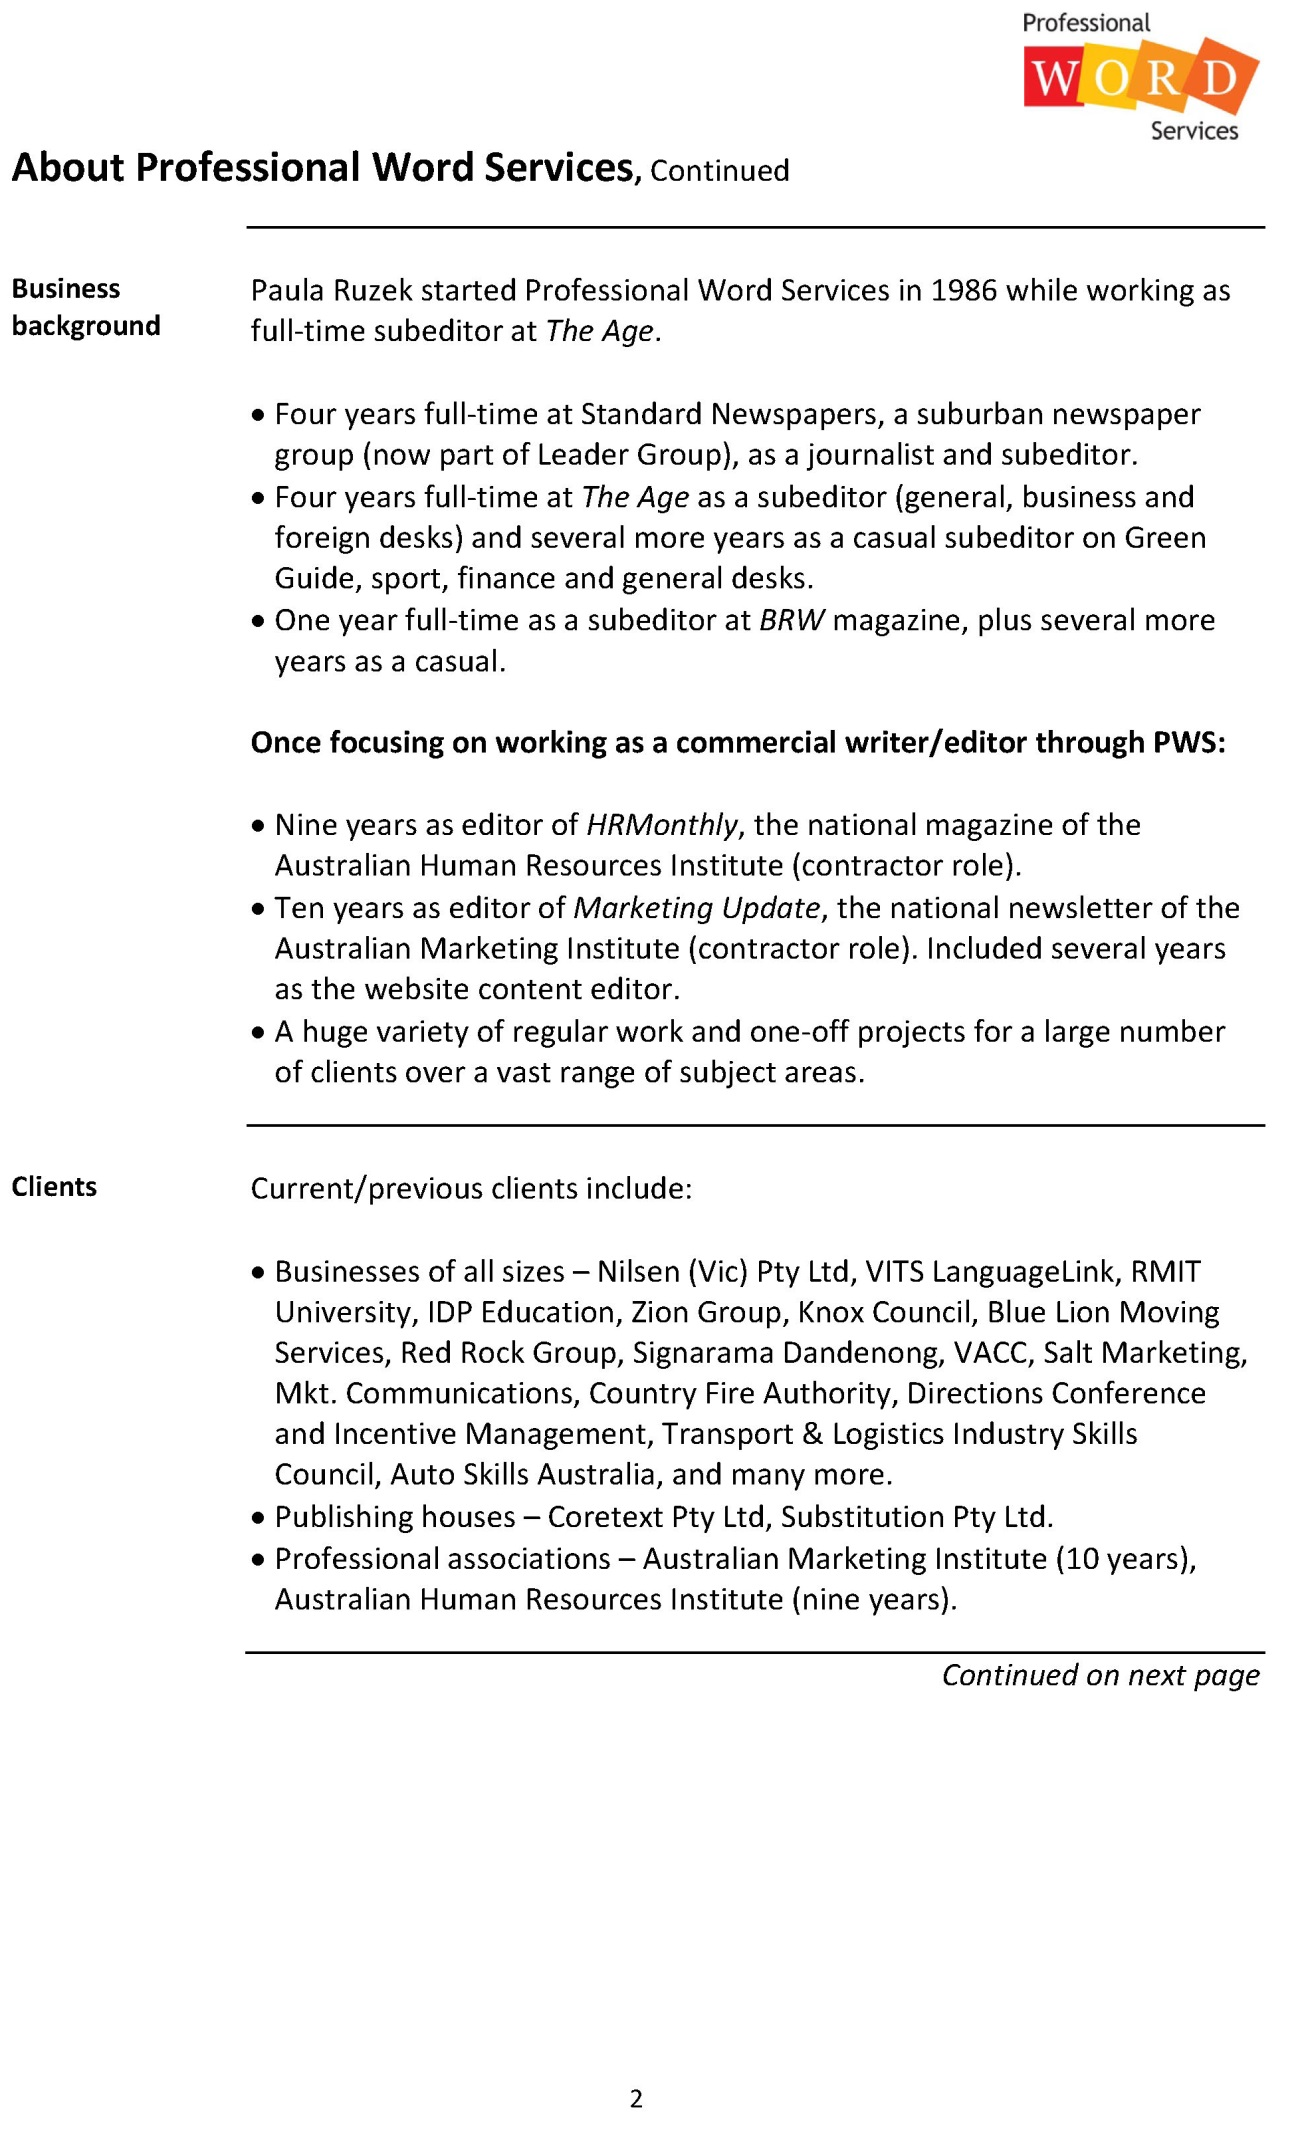 Professional
WORD
Services
About Professional Word Services, Continued
Business
background
Paula Ruzek started Professional Word Services in 1986 while working as
full-time subeditor at The Age.
• Four years full-time at Standard Newspapers, a suburban newspaper
group (now part of Leader Group), as a journalist and subeditor.
• Four years full-time at The Age as a subeditor (general, business and
foreign desks) and several more years as a casual subeditor on Green
Guide, sport, finance and general desks.
• One year full-time as a subeditor at BRW magazine, plus several more
years as a casual.
Once focusing on working as a commercial writer/editor through PWS:
• Nine years as editor of HRMonthly, the national magazine of the
Australian Human Resources Institute (contractor role).
• Ten years as editor of Marketing Update, the national newsletter of the
Australian Marketing Institute (contractor role). Included several years
as the website content editor.
• A huge variety of regular work and one-off projects for a large number
of clients over a vast range of subject areas.
Clients
Current/previous clients include:
• Businesses of all sizes – Nilsen (Vic) Pty Ltd, VITS LanguageLink, RMIT
University, IDP Education, Zion Group, Knox Council, Blue Lion Moving
Services, Red Rock Group, Signarama Dandenong, VACC, Salt Marketing,
Mkt. Communications, Country Fire Authority, Directions Conference
and Incentive Management, Transport & Logistics Industry Skills
Council, Auto Skills Australia, and many more.
• Publishing houses – Coretext Pty Ltd, Substitution Pty Ltd.
• Professional associations – Australian Marketing Institute (10 years),
Australian Human Resources Institute (nine years).
Continued on next page
2